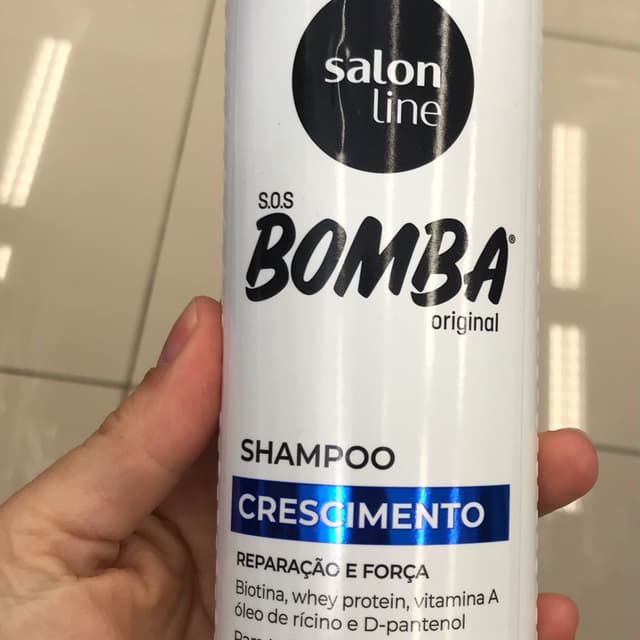 salon
line
S.O.S
BOMBA®
original
SHAMPOO
CRESCIMENTO
REPARAÇÃO E FORÇA
Biotina, whey protein, vitamina A
óleo de rícino e D-pantenol